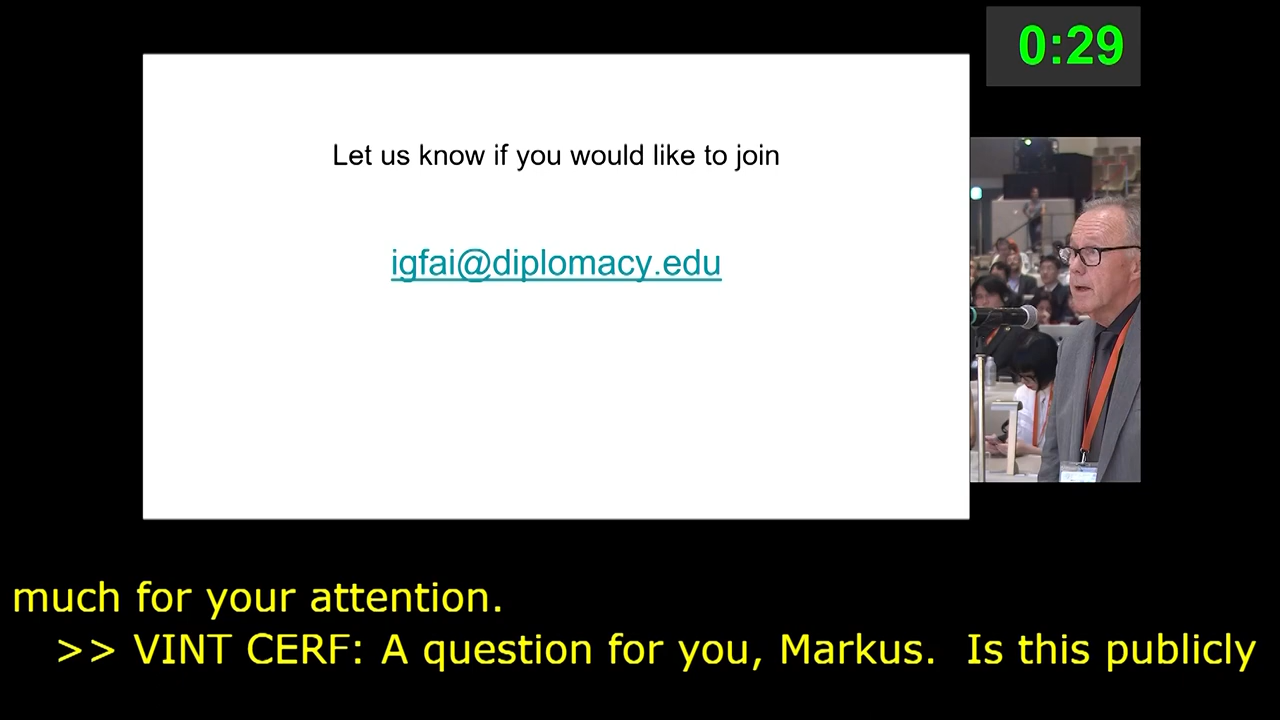 0:29
Let us know if you would like to join
igfai@diplomacy.edu
much for your attention.
>> VINT CERF: A question for you, Markus.  Is this publicly